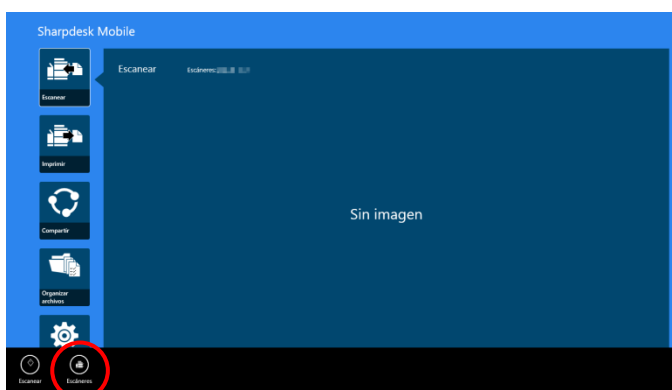 Sharpdesk Mobile
Escanear
Escanear Escáneres:
Imprimir
Sin imagen
Compartir
Organizar
archivos
Escanear Escáneres